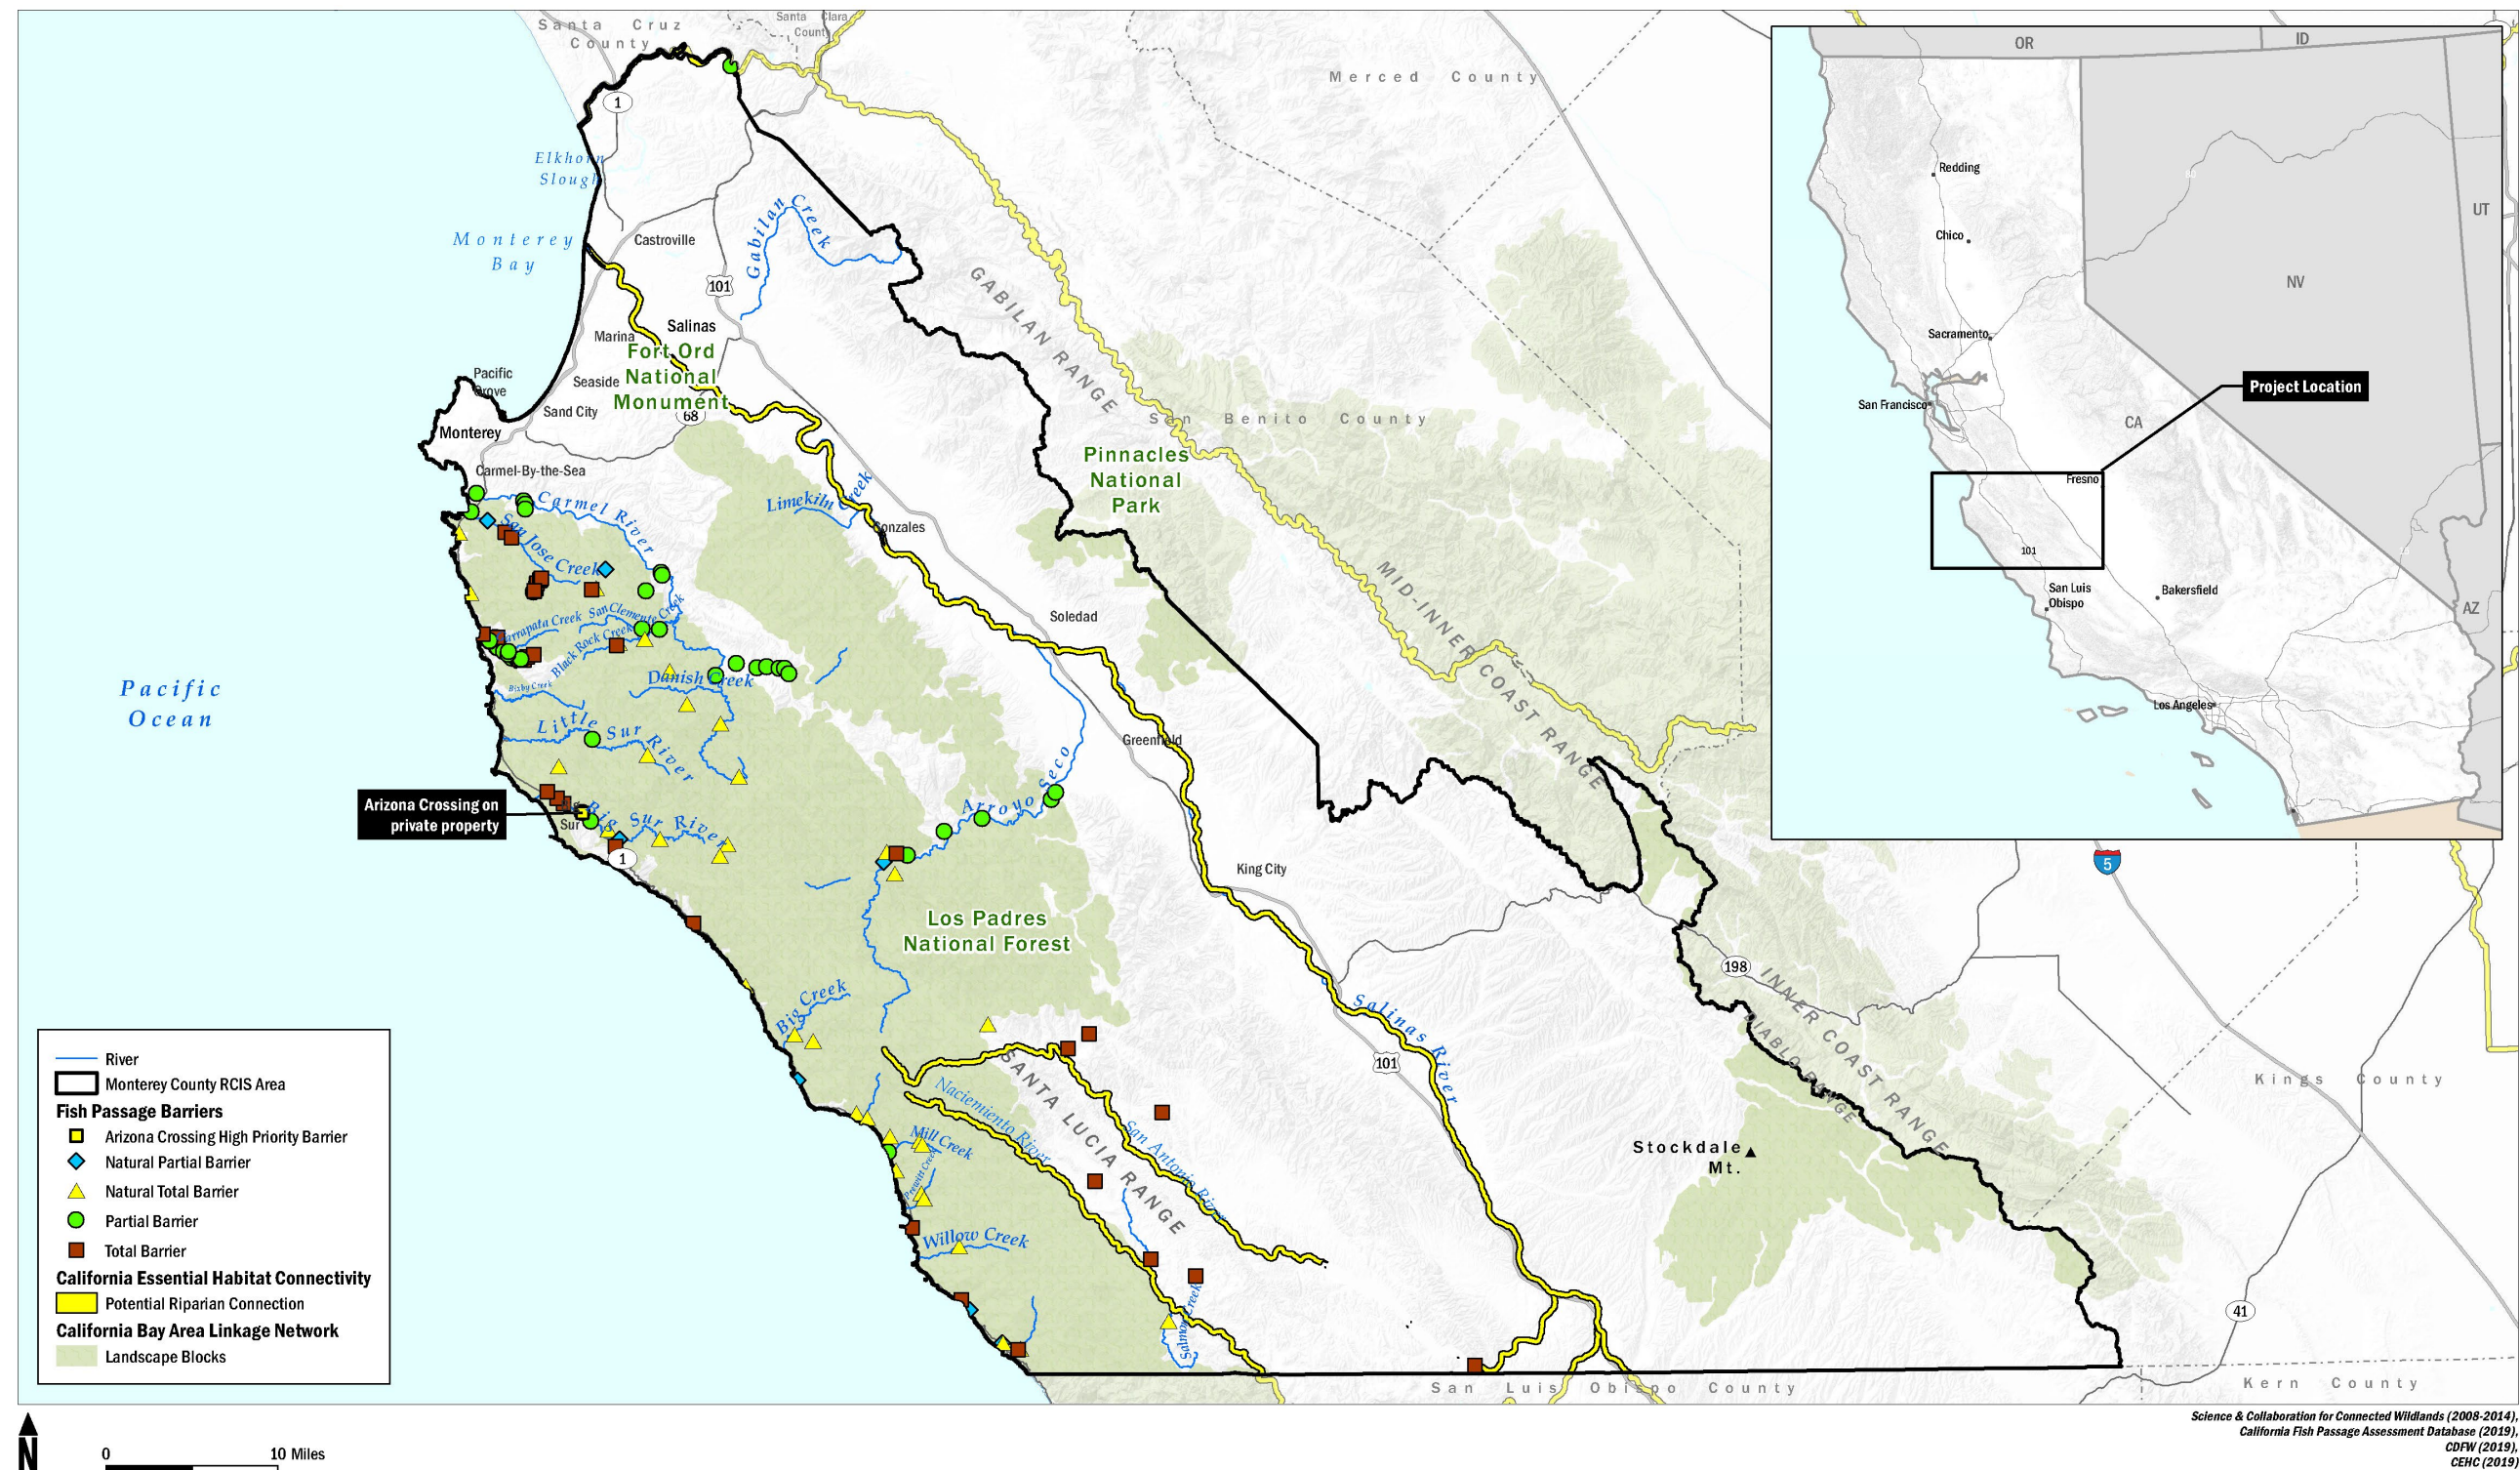 Santa Cruz
County
Santa Clara
County
Merced County
1
Elkhorn
Slough
Monterey
Bay
Castroville
Gabilan Creek
101
Salinas
Marina
Fort Ord
National
Monument
Seaside
Sand City
68
Pacific
Grove
Monterey
Carmel-By-the-Sea
GABILAN RANGE
San Benito County
Pinnacles
National
Park
Carmel River
San Jose Creek
Limekiln Creek
Gonzales
MID-INNER COAST RANGE
Soledad
Garrapata Creek
San Clemente Creek
Black Rock Creek
Danish Creek
Bixby Creek
Little Sur River
Pacific
Ocean
Greenfield
Arroyo Seco
Arizona Crossing on
private property
Big
Sur
Big Sur River
1
King City
Los Padres
National Forest
198
INNER COAST RANGE
DIABLO RANGE
Big Creek
Salinas River
101
SANTA LUCIA RANGE
Naciemiento River
San Antonio River
Mill Creek
Prewitt Creek
Willow Creek
Salmon Creek
Stockdale
Mt.
5
Kings County
41
San Luis Obispo County
Kern County
OR
ID
Redding
Chico
UT
NV
Sacramento
Project Location
San Francisco
CA
Fresno
101
San Luis
Obispo
Bakersfield
AZ
Los Angeles
River
Monterey County RCIS Area
Fish Passage Barriers
Arizona Crossing High Priority Barrier
Natural Partial Barrier
Natural Total Barrier
Partial Barrier
Total Barrier
California Essential Habitat Connectivity
Potential Riparian Connection
California Bay Area Linkage Network
Landscape Blocks
N
0 10 Miles
Science & Collaboration for Connected Wildlands (2008-2014),
California Fish Passage Assessment Database (2019),
CDFW (2019),
CEHC (2019)